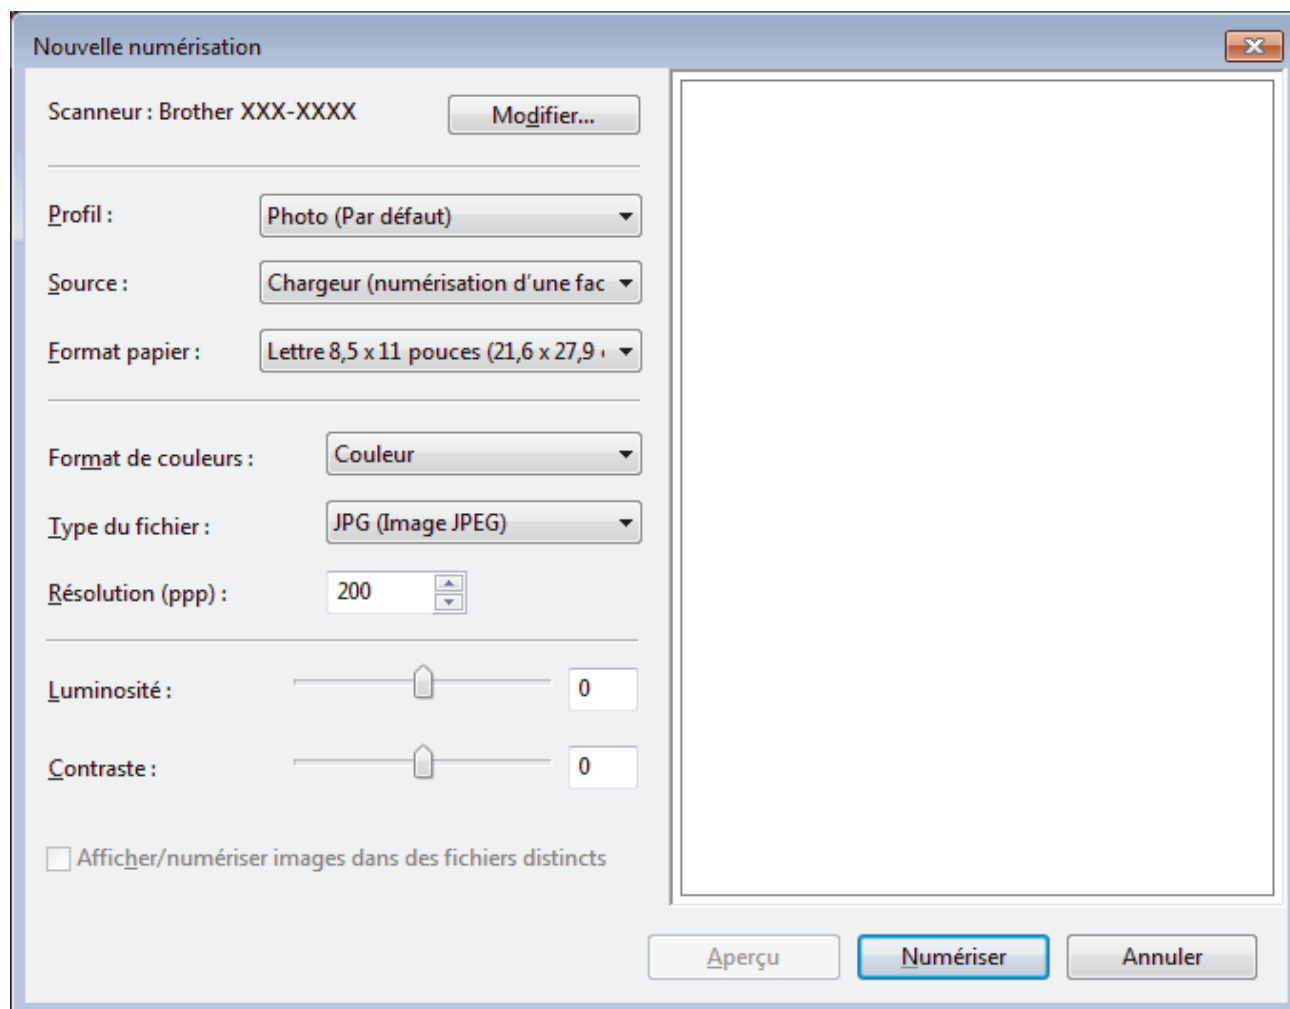 Nouvelle numérisation
Scanneur : Brother XXX-XXXX
Modifier...
Profil :
Photo (Par défaut)
Source :
Chargeur (numérisation d'une fac
Format papier :
Lettre 8,5 x 11 pouces (21,6 x 27,9
Format de couleurs :
Couleur
Type du fichier :
JPG (Image JPEG)
Résolution (ppp) :
200
Luminosité :
0
Contraste :
0
Afficher/numériser images dans des fichiers distincts
Aperçu
Numériser
Annuler